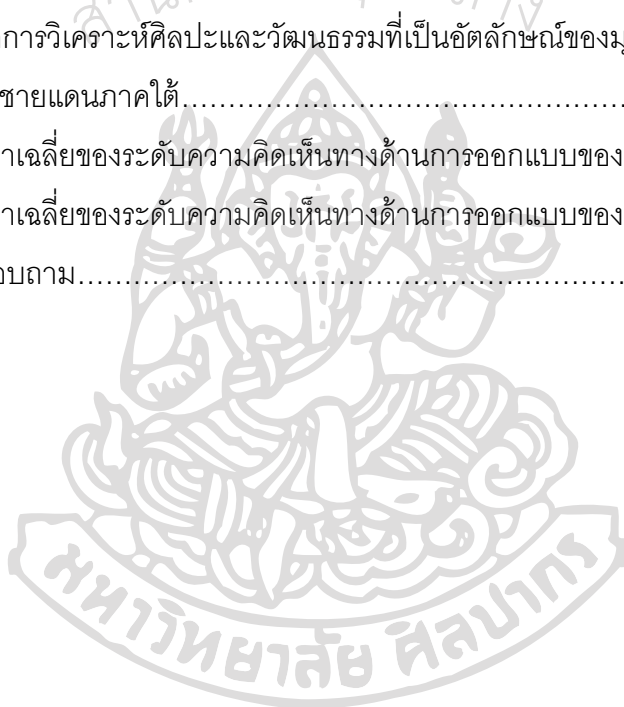 การวิเคราะห์ศิลปะและวัฒนธรรมที่เป็นอัตลักษณ์ของ
ชายแดนภาคใต้……………………………………………
าเฉลี่ยของระดับความคิดเห็นทางด้านการออกแบบของ
าเฉลี่ยของระดับความคิดเห็นทางด้านการออกแบบของ
อบถาม……………………………………………………
มหาวิทยาลัย ศิลปากร